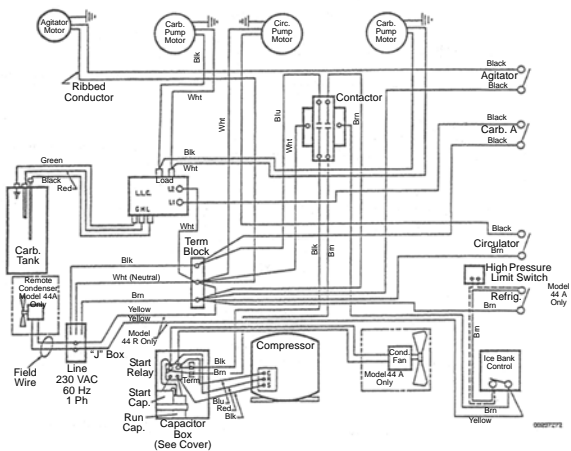 Agitator
Motor
Carb.
Pump
Motor
Circ.
Pump
Motor
Carb.
Pump
Motor
Blk
Black
Agitator
Black
Ribbed
Conductor
Wht
Wht
Blu
Wht
Contactor
Brn
Black
Carb. A
Black
Green
Black
Red
Blk
Wht
Load
L.L.C.
L2
L1
C H L
Carb.
Tank
Wht
Term
Block
Blk
Wht (Neutral)
Brn
Blk
Brn
Black
Circulator
Brn
High Pressure
Limit Switch
Refrig.
Brn
Model
44 A
Only
Brn
Remote
Condenser
Model 44A
Only
Yellow
Yellow
Model
44 R Only
"J" Box
Field
Wire
Line
230 VAC
60 Hz
1 Ph
Start
Relay
Term
Start
Cap.
Run
Cap.
Capacitor
Box
(See Cover)
Blk
Brn
Blu
Red
Blk
Compressor
Cond.
Fan
Model 44 A
Only
Ice Bank
Control
Brn
Yellow